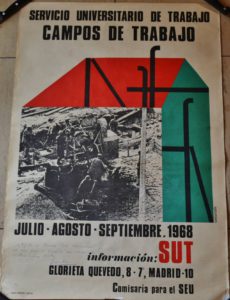 SERVICIO UNIVERSITARIO DE TRABAJO
CAMPOS DE TRABAJO
JULIO - AGOSTO - SEPTIEMBRE. 1968
información: SUT
GLORIETA QUEVEDO, 8 - 7, MADRID-10
Comisaria para el SEU